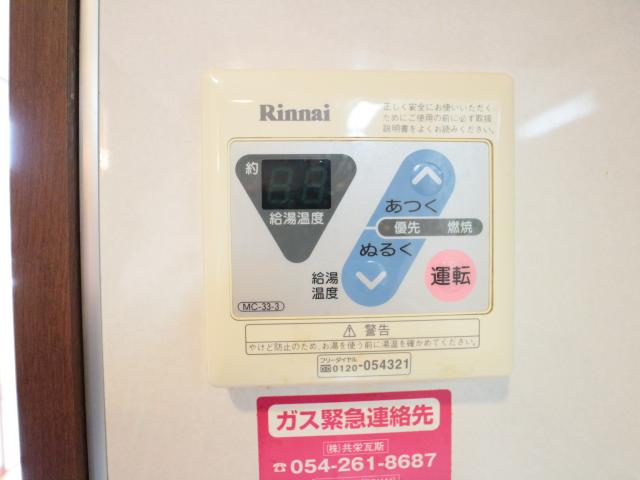 Rinnai
正しく安全にお使いいただく
ためにご使用の前に必ず取扱
説明書をよくお読みください。
約
給湯温度
あつく
優先 燃焼
ぬるく
給湯
温度
運転
MC-33-3
⚠ 警告
やけど防止のため、お湯を使う前に湯温を確かめてください。
フリーダイヤル
0120-054321
ガス緊急連絡先
(株)共栄瓦斯
☎054-261-8687